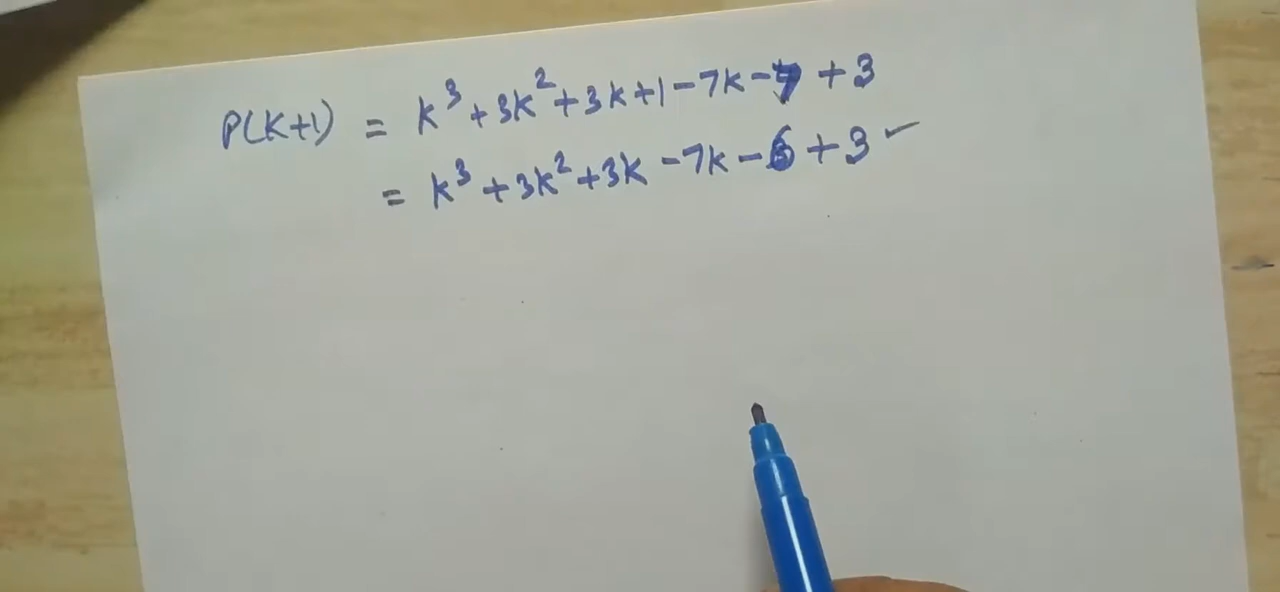 P(K+1) = k³ + 3k² + 3k + 1 - 7k - 7 + 3
= k³ + 3k² + 3k - 7k - 6 + 3 ✓